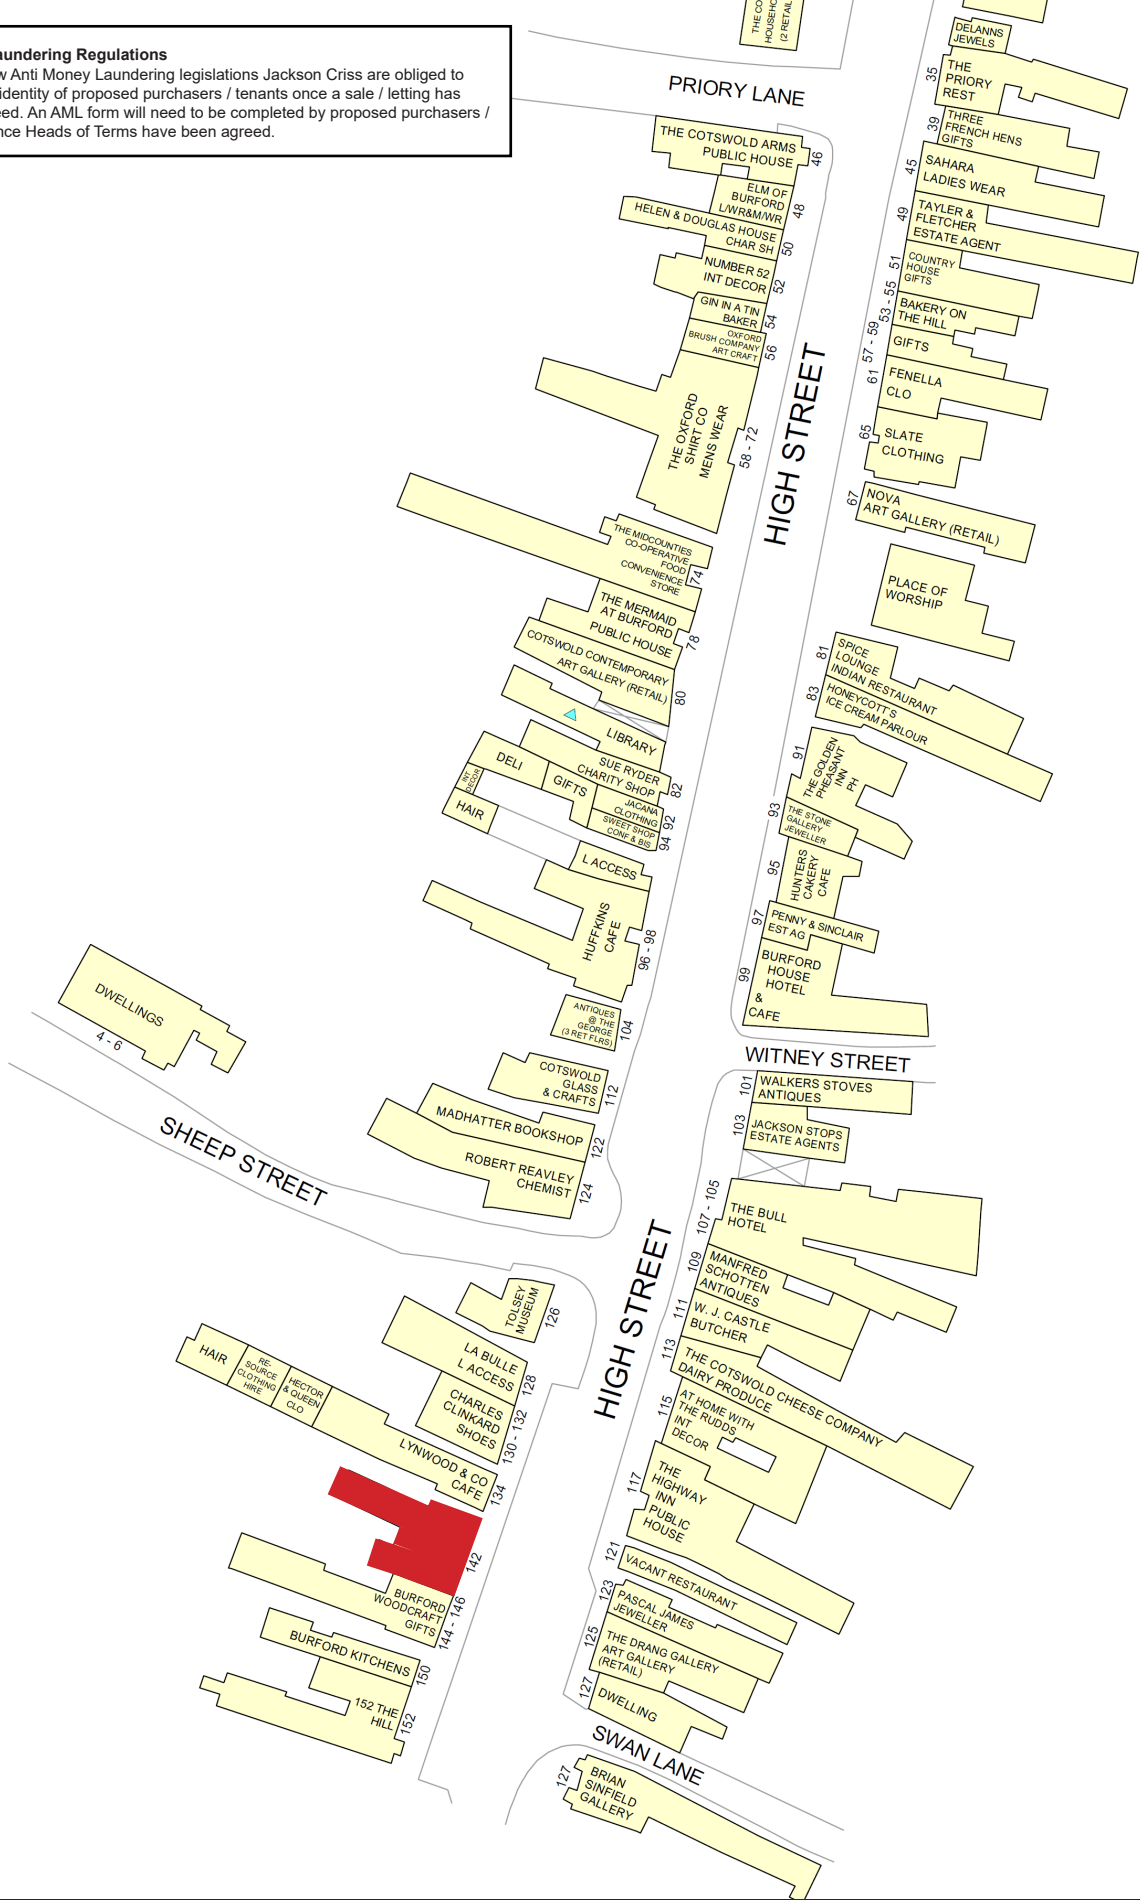 aundering Regulations
w Anti Money Laundering legislations Jackson Criss are obliged to
identity of proposed purchasers / tenants once a sale / letting has
eed. An AML form will need to be completed by proposed purchasers /
nce Heads of Terms have been agreed.
THE CO
HOUSEHO
(2 RETAIL
PRIORY LANE
THE COTSWOLD ARMS
PUBLIC HOUSE
46
ELM OF
BURFORD
L/WR&M/WR
48
HELEN & DOUGLAS HOUSE
CHAR SH
50
NUMBER 52
INT DECOR
52
GIN IN A TIN
BAKER
54
OXFORD
BRUSH COMPANY
ART CRAFT
56
THE OXFORD
SHIRT CO
MENS WEAR
58 - 72
THE MIDCOUNTIES
CO-OPERATIVE
FOOD
CONVENIENCE
STORE
74
THE MERMAID
AT BURFORD
PUBLIC HOUSE
78
COTSWOLD CONTEMPORARY
ART GALLERY (RETAIL)
80
LIBRARY
SUE RYDER
CHARITY SHOP
82
DELI
GIFTS
INT
DECOR
HAIR
JACANA
CLOTHING
92
SWEET SHOP
CONF & BIS
94
L ACCESS
HUFFKINS
CAFE
96 - 98
ANTIQUES
@ THE
GEORGE
(3 RET FLRS)
104
COTSWOLD
GLASS
& CRAFTS
112
MADHATTER BOOKSHOP
122
ROBERT REAVLEY
CHEMIST
124
DWELLINGS
4 - 6
SHEEP STREET
HIGH STREET
DELANNS
JEWELS
THE
PRIORY
REST
35
THREE
FRENCH HENS
GIFTS
39
SAHARA
LADIES WEAR
45
TAYLER &
FLETCHER
ESTATE AGENT
49
COUNTRY
HOUSE
GIFTS
51
BAKERY ON
THE HILL
53 - 55
GIFTS
57 - 59
FENELLA
CLO
61
SLATE
CLOTHING
65
NOVA
ART GALLERY (RETAIL)
67
PLACE OF
WORSHIP
SPICE
LOUNGE
INDIAN RESTAURANT
81
HONEYCOTT'S
ICE CREAM PARLOUR
83
THE GOLDEN
PHEASANT
INN
PH
91
THE STONE
GALLERY
JEWELLER
93
HUNTERS
CAKERY
CAFE
95
PENNY & SINCLAIR
EST AG
97
BURFORD
HOUSE
HOTEL
&
CAFE
99
WITNEY STREET
WALKERS STOVES
ANTIQUES
101
JACKSON STOPS
ESTATE AGENTS
103
THE BULL
HOTEL
107 - 105
MANFRED
SCHOTTEN
ANTIQUES
109
W. J. CASTLE
BUTCHER
111
THE COTSWOLD CHEESE COMPANY
DAIRY PRODUCE
113
AT HOME WITH
THE RUDDS
INT
DECOR
115
THE
HIGHWAY
INN
PUBLIC
HOUSE
117
VACANT RESTAURANT
121
PASCAL JAMES
JEWELLER
123
THE DRANG GALLERY
ART GALLERY
(RETAIL)
125
DWELLING
127
HIGH STREET
TOLSEY
MUSEUM
126
LA BULLE
L ACCESS
128
CHARLES
CLINKARD
SHOES
130 - 132
HAIR
RE-
SOURCE
CLOTHING
HIRE
HECTOR
& QUEEN
CLO
LYNWOOD & CO
CAFE
134
142
BURFORD
WOODCRAFT
GIFTS
144 - 146
BURFORD KITCHENS
150
152 THE
HILL
152
SWAN LANE
BRIAN
SINFIELD
GALLERY
127